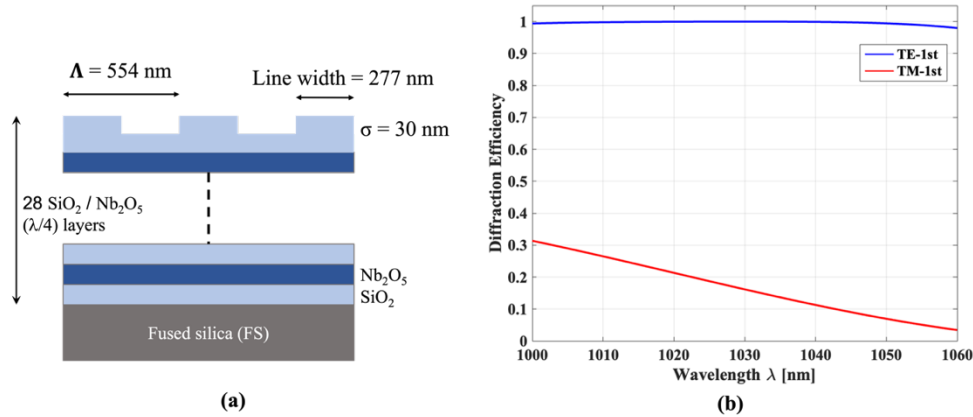 Λ = 554 nm
Line width = 277 nm
σ = 30 nm
28 SiO₂ / Nb₂O₅
(λ/4) layers
Nb₂O₅
SiO₂
Fused silica (FS)
(a)
1
0.9
0.8
0.7
0.6
0.5
0.4
0.3
0.2
0.1
0
Diffraction Efficiency
TE-1st
TM-1st
1000 1010 1020 1030 1040 1050 1060
Wavelength λ [nm]
(b)